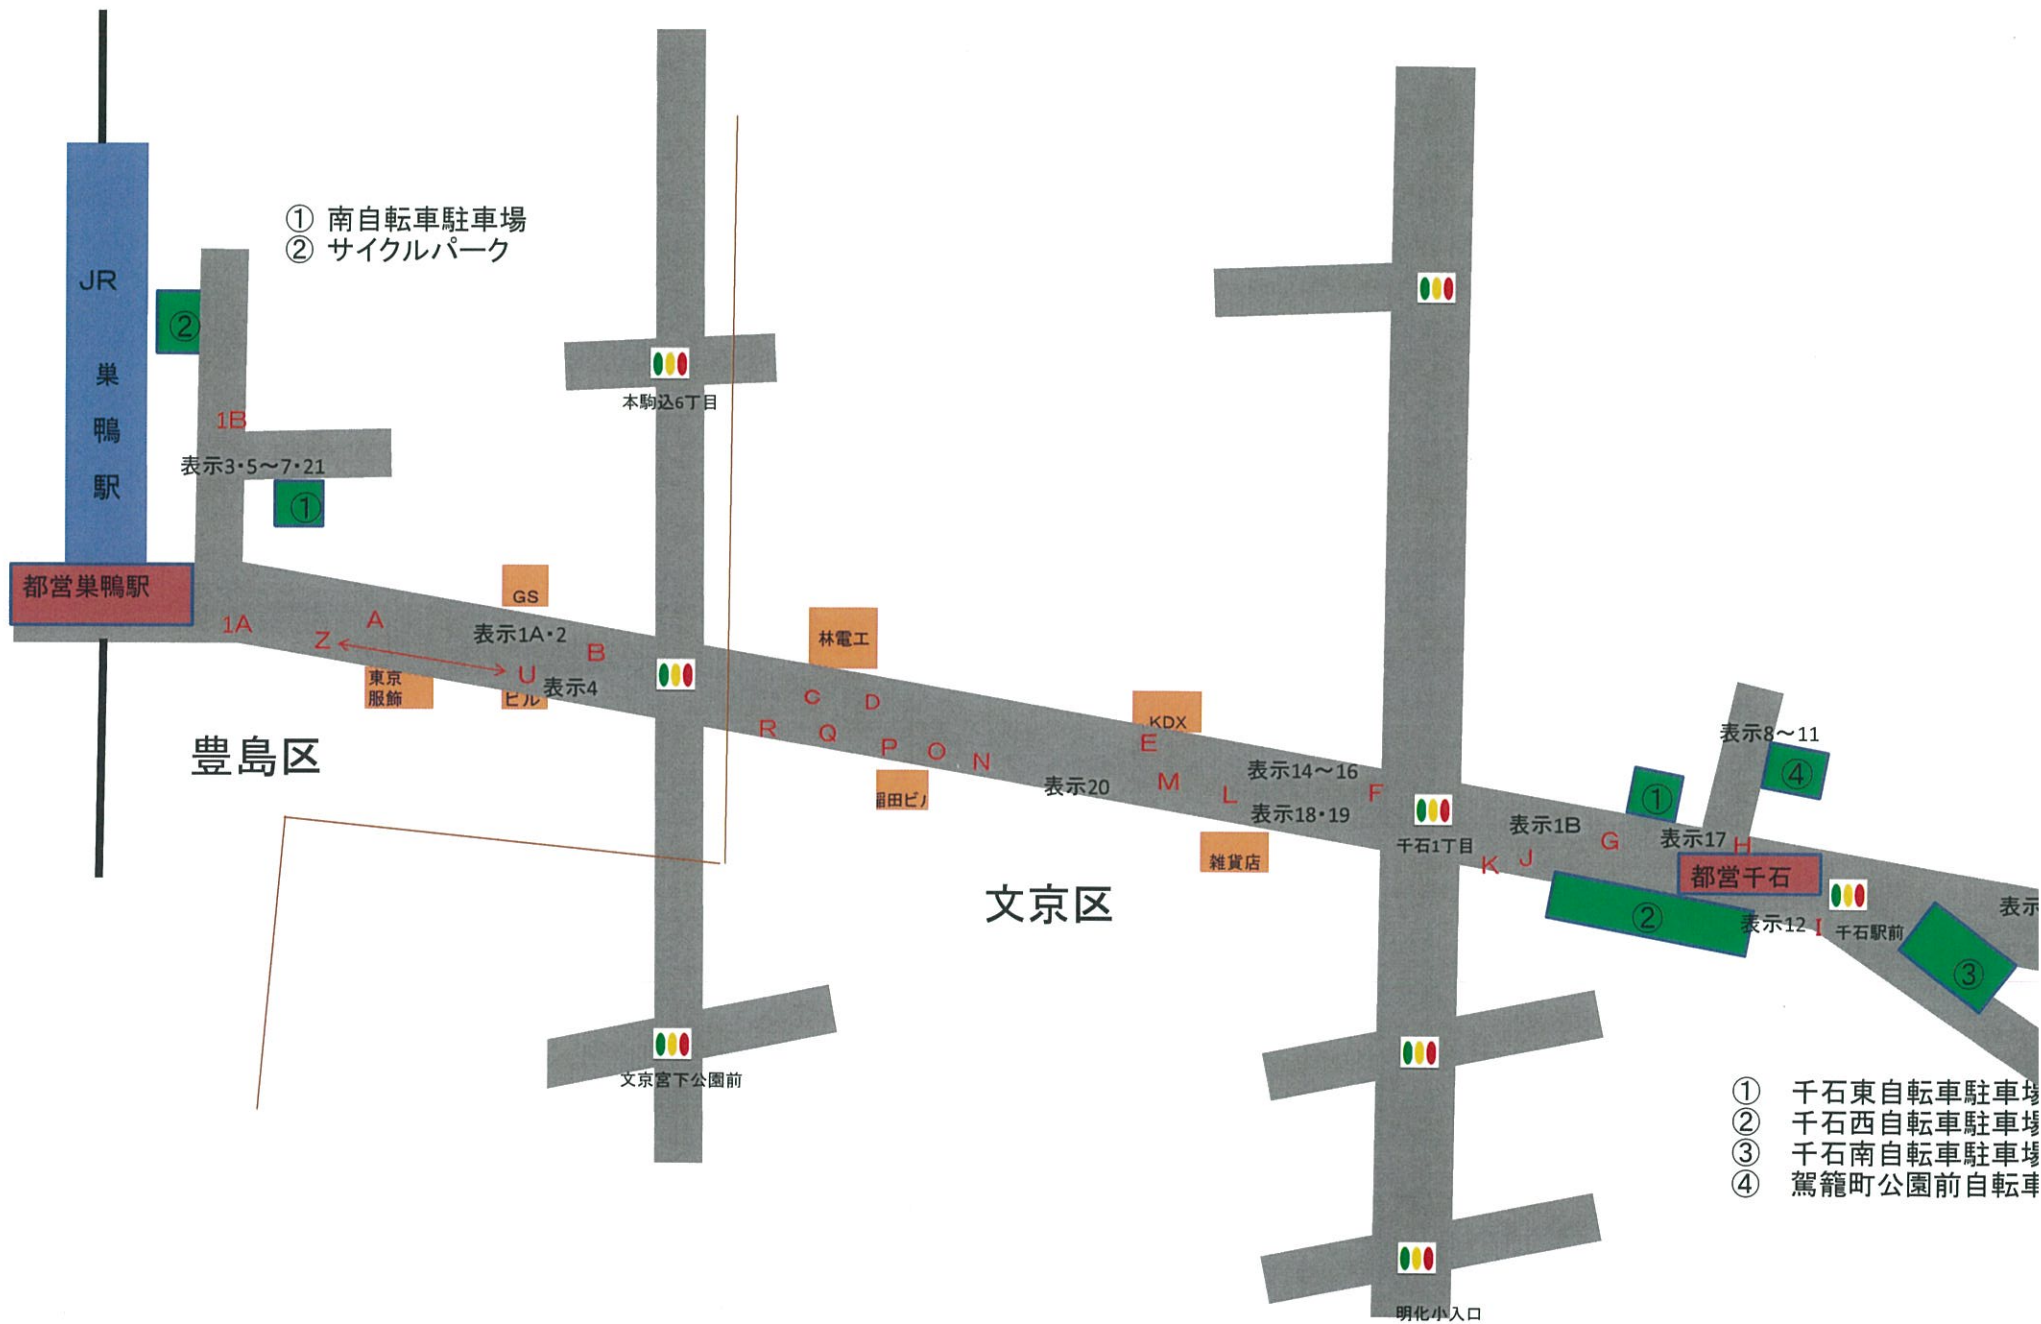 ① 南自転車駐車場
② サイクルパーク
JR
巣
鴨
駅
②
1B
表示3・5～7・21
①
本駒込6丁目
都営巣鴨駅
1A
Z
A
GS
表示1A・2
B
U
表示4
東京
服飾
ビル
豊島区
林電工
C
D
R
Q
P
O
N
表示20
KDX
E
M
L
表示14～16
F
表示18・19
雑貨店
千石1丁目
文京区
表示8～11
④
①
表示1B
G
表示17
H
K
J
都営千石
②
表示12
I
千石駅前
表示
③
文京宮下公園前
① 千石東自転車駐車場
② 千石西自転車駐車場
③ 千石南自転車駐車場
④ 駕籠町公園前自転車
明化小入口